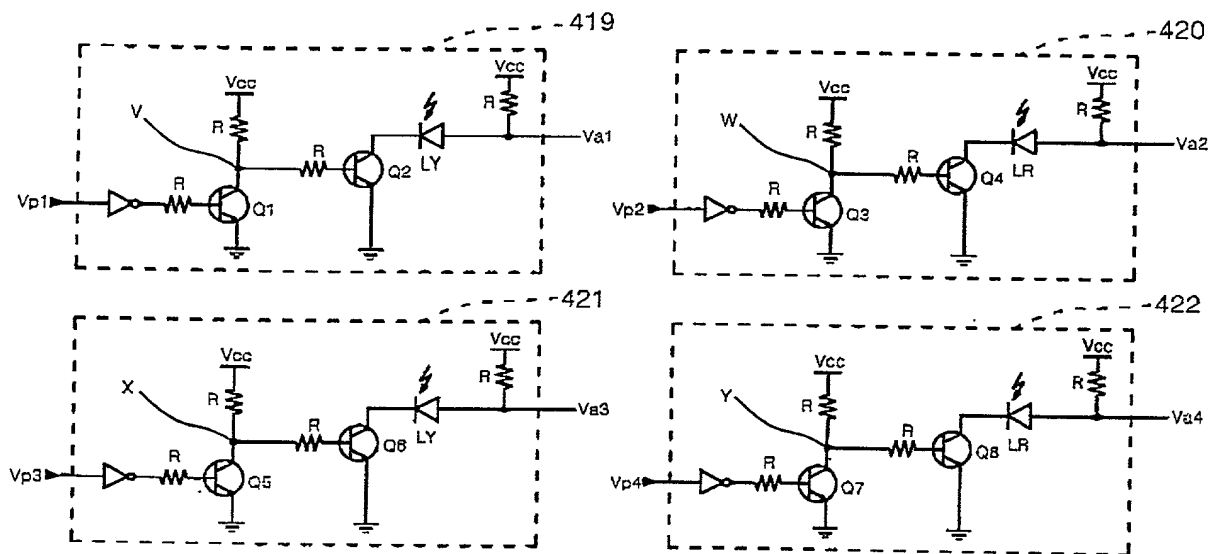 419
Vcc
Vcc
R
R
V
Va1
R
Q2
LY
Vp1
R
Q1
420
Vcc
Vcc
R
R
W
Va2
R
Q4
LR
Vp2
R
Q3
421
Vcc
Vcc
R
R
X
Va3
R
Q6
LY
Vp3
R
Q5
422
Vcc
Vcc
R
R
Y
Va4
R
Q8
LR
Vp4
R
Q7